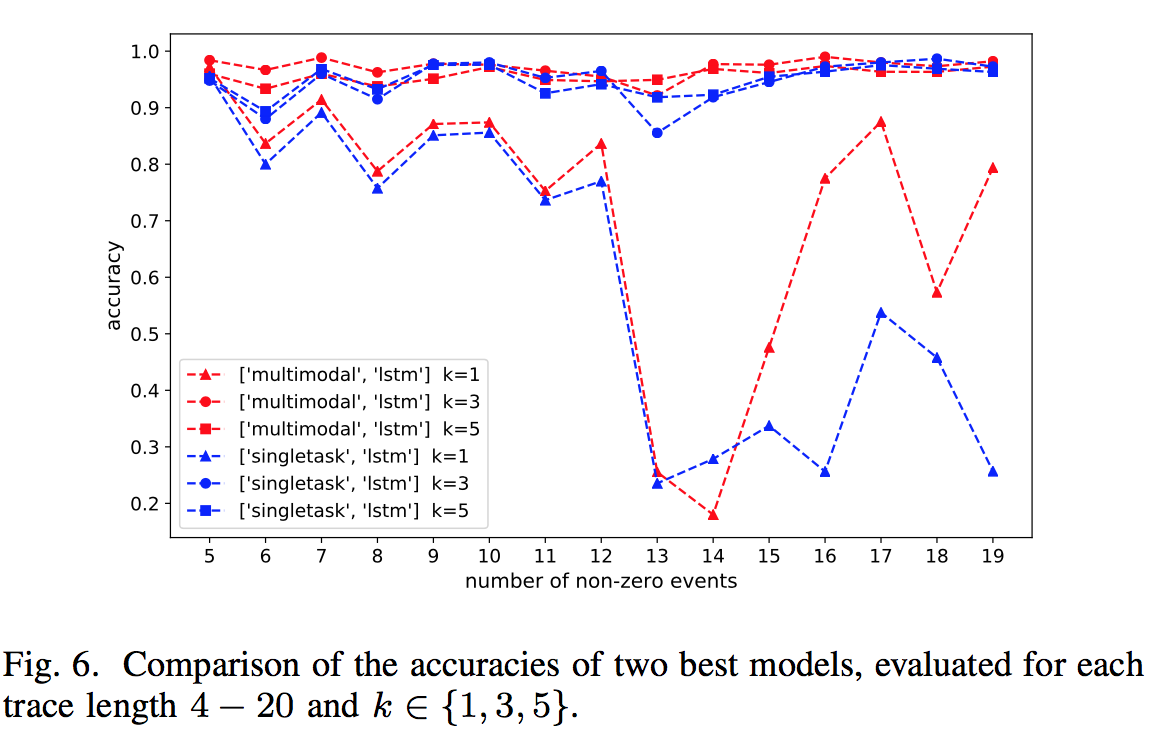 1.0
0.9
0.8
0.7
0.6
0.5
0.4
0.3
0.2
accuracy
['multimodal', 'lstm'] k=1
['multimodal', 'lstm'] k=3
['multimodal', 'lstm'] k=5
['singletask', 'lstm'] k=1
['singletask', 'lstm'] k=3
['singletask', 'lstm'] k=5
5 6 7 8 9 10 11 12 13 14 15 16 17 18 19
number of non-zero events
Fig. 6. Comparison of the accuracies of two best models, evaluated for each
trace length 4 − 20 and k ∈ {1, 3, 5}.